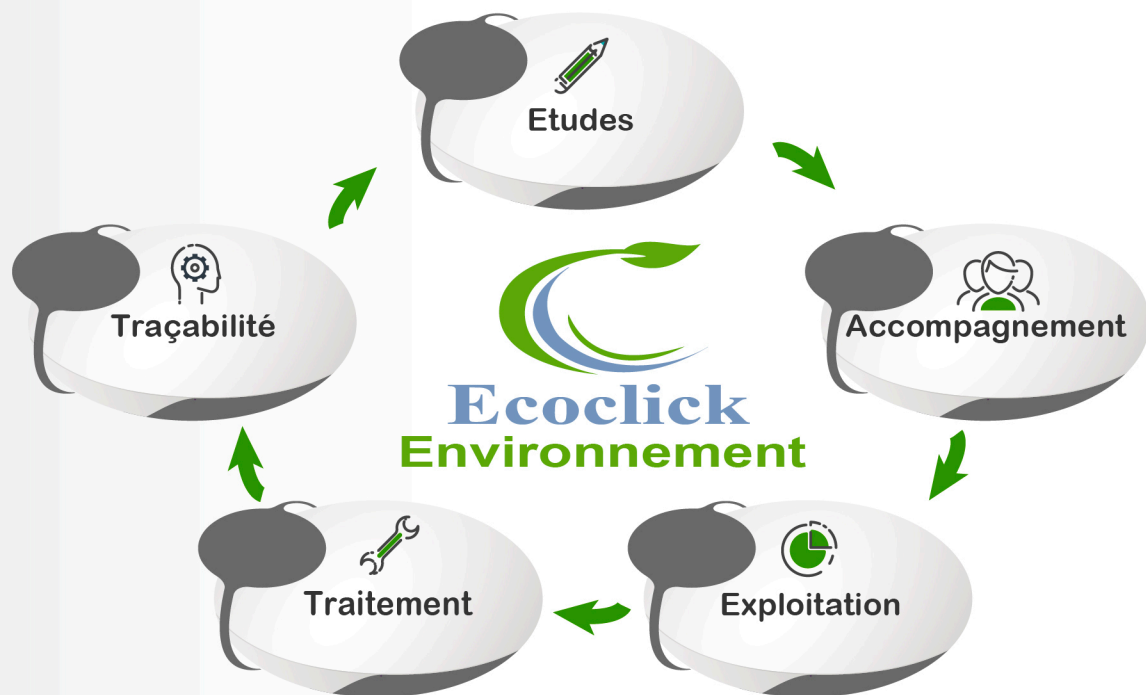 Etudes
Accompagnement
Exploitation
Traitement
Traçabilité
Ecoclick
Environnement